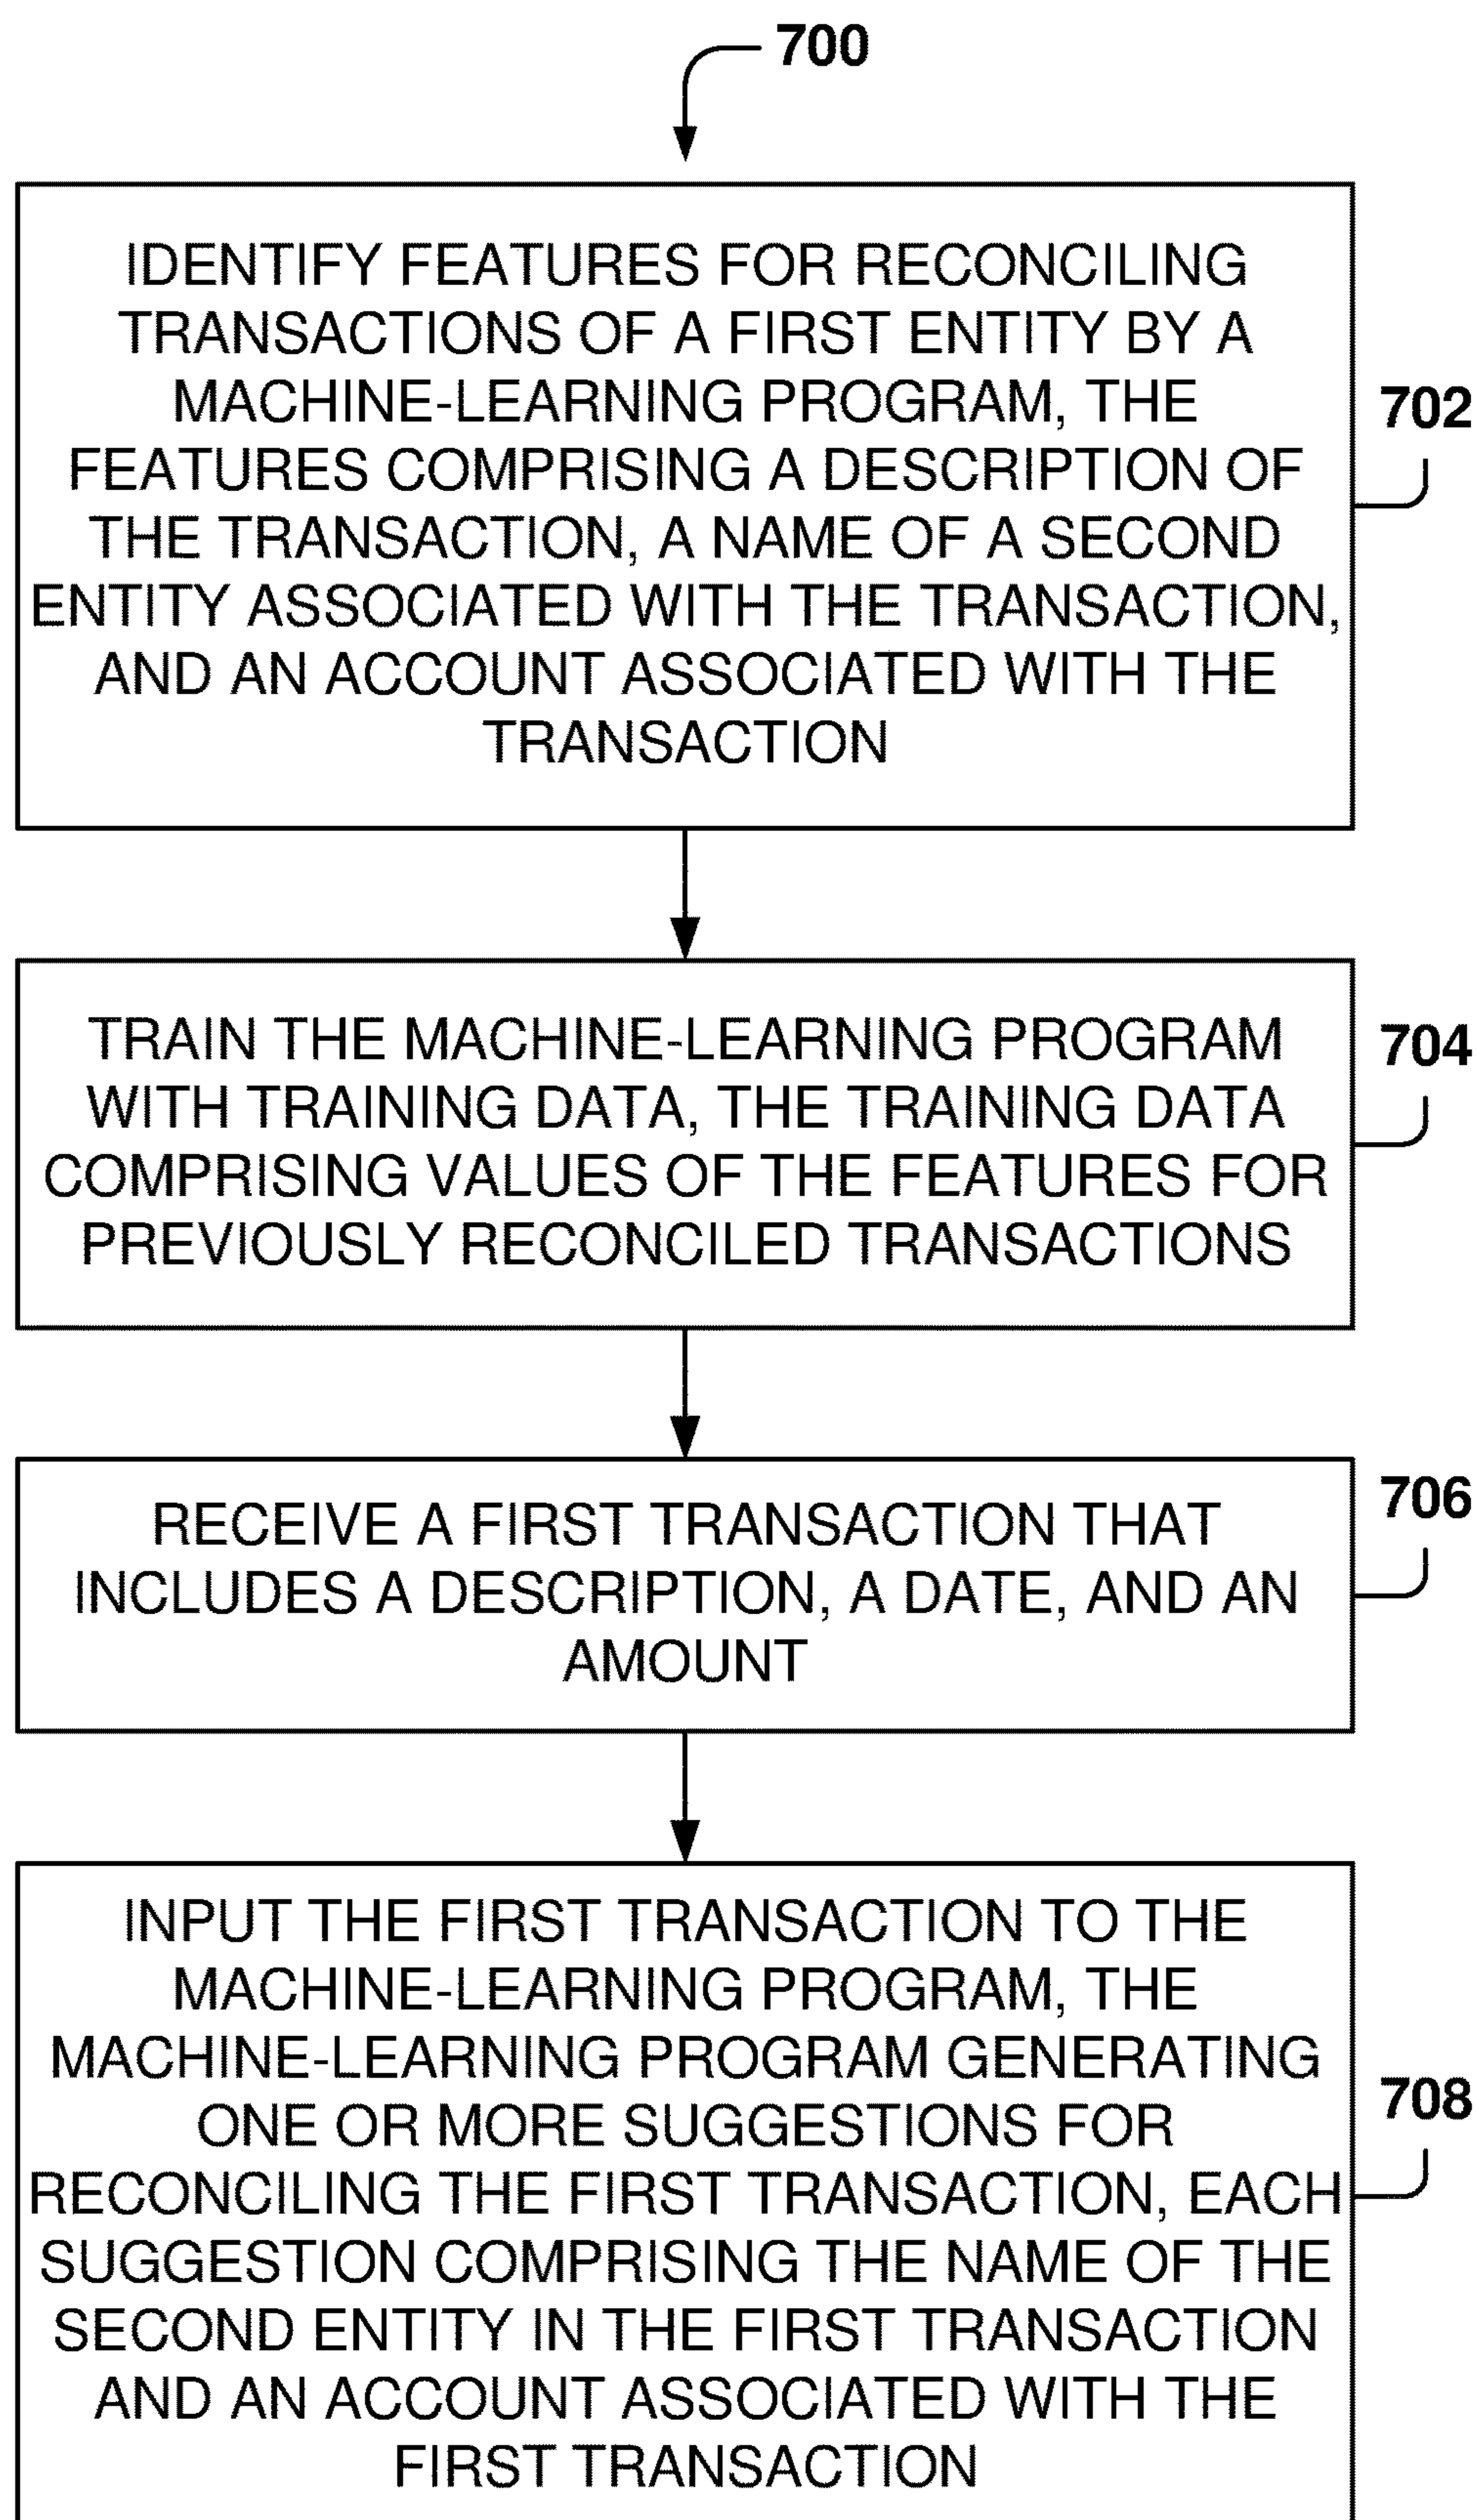 700
IDENTIFY FEATURES FOR RECONCILING
TRANSACTIONS OF A FIRST ENTITY BY A
MACHINE-LEARNING PROGRAM, THE
FEATURES COMPRISING A DESCRIPTION OF
THE TRANSACTION, A NAME OF A SECOND
ENTITY ASSOCIATED WITH THE TRANSACTION,
AND AN ACCOUNT ASSOCIATED WITH THE
TRANSACTION
702
TRAIN THE MACHINE-LEARNING PROGRAM
WITH TRAINING DATA, THE TRAINING DATA
COMPRISING VALUES OF THE FEATURES FOR
PREVIOUSLY RECONCILED TRANSACTIONS
704
RECEIVE A FIRST TRANSACTION THAT
INCLUDES A DESCRIPTION, A DATE, AND AN
AMOUNT
706
INPUT THE FIRST TRANSACTION TO THE
MACHINE-LEARNING PROGRAM, THE
MACHINE-LEARNING PROGRAM GENERATING
ONE OR MORE SUGGESTIONS FOR
RECONCILING THE FIRST TRANSACTION, EACH
SUGGESTION COMPRISING THE NAME OF THE
SECOND ENTITY IN THE FIRST TRANSACTION
AND AN ACCOUNT ASSOCIATED WITH THE
FIRST TRANSACTION
708